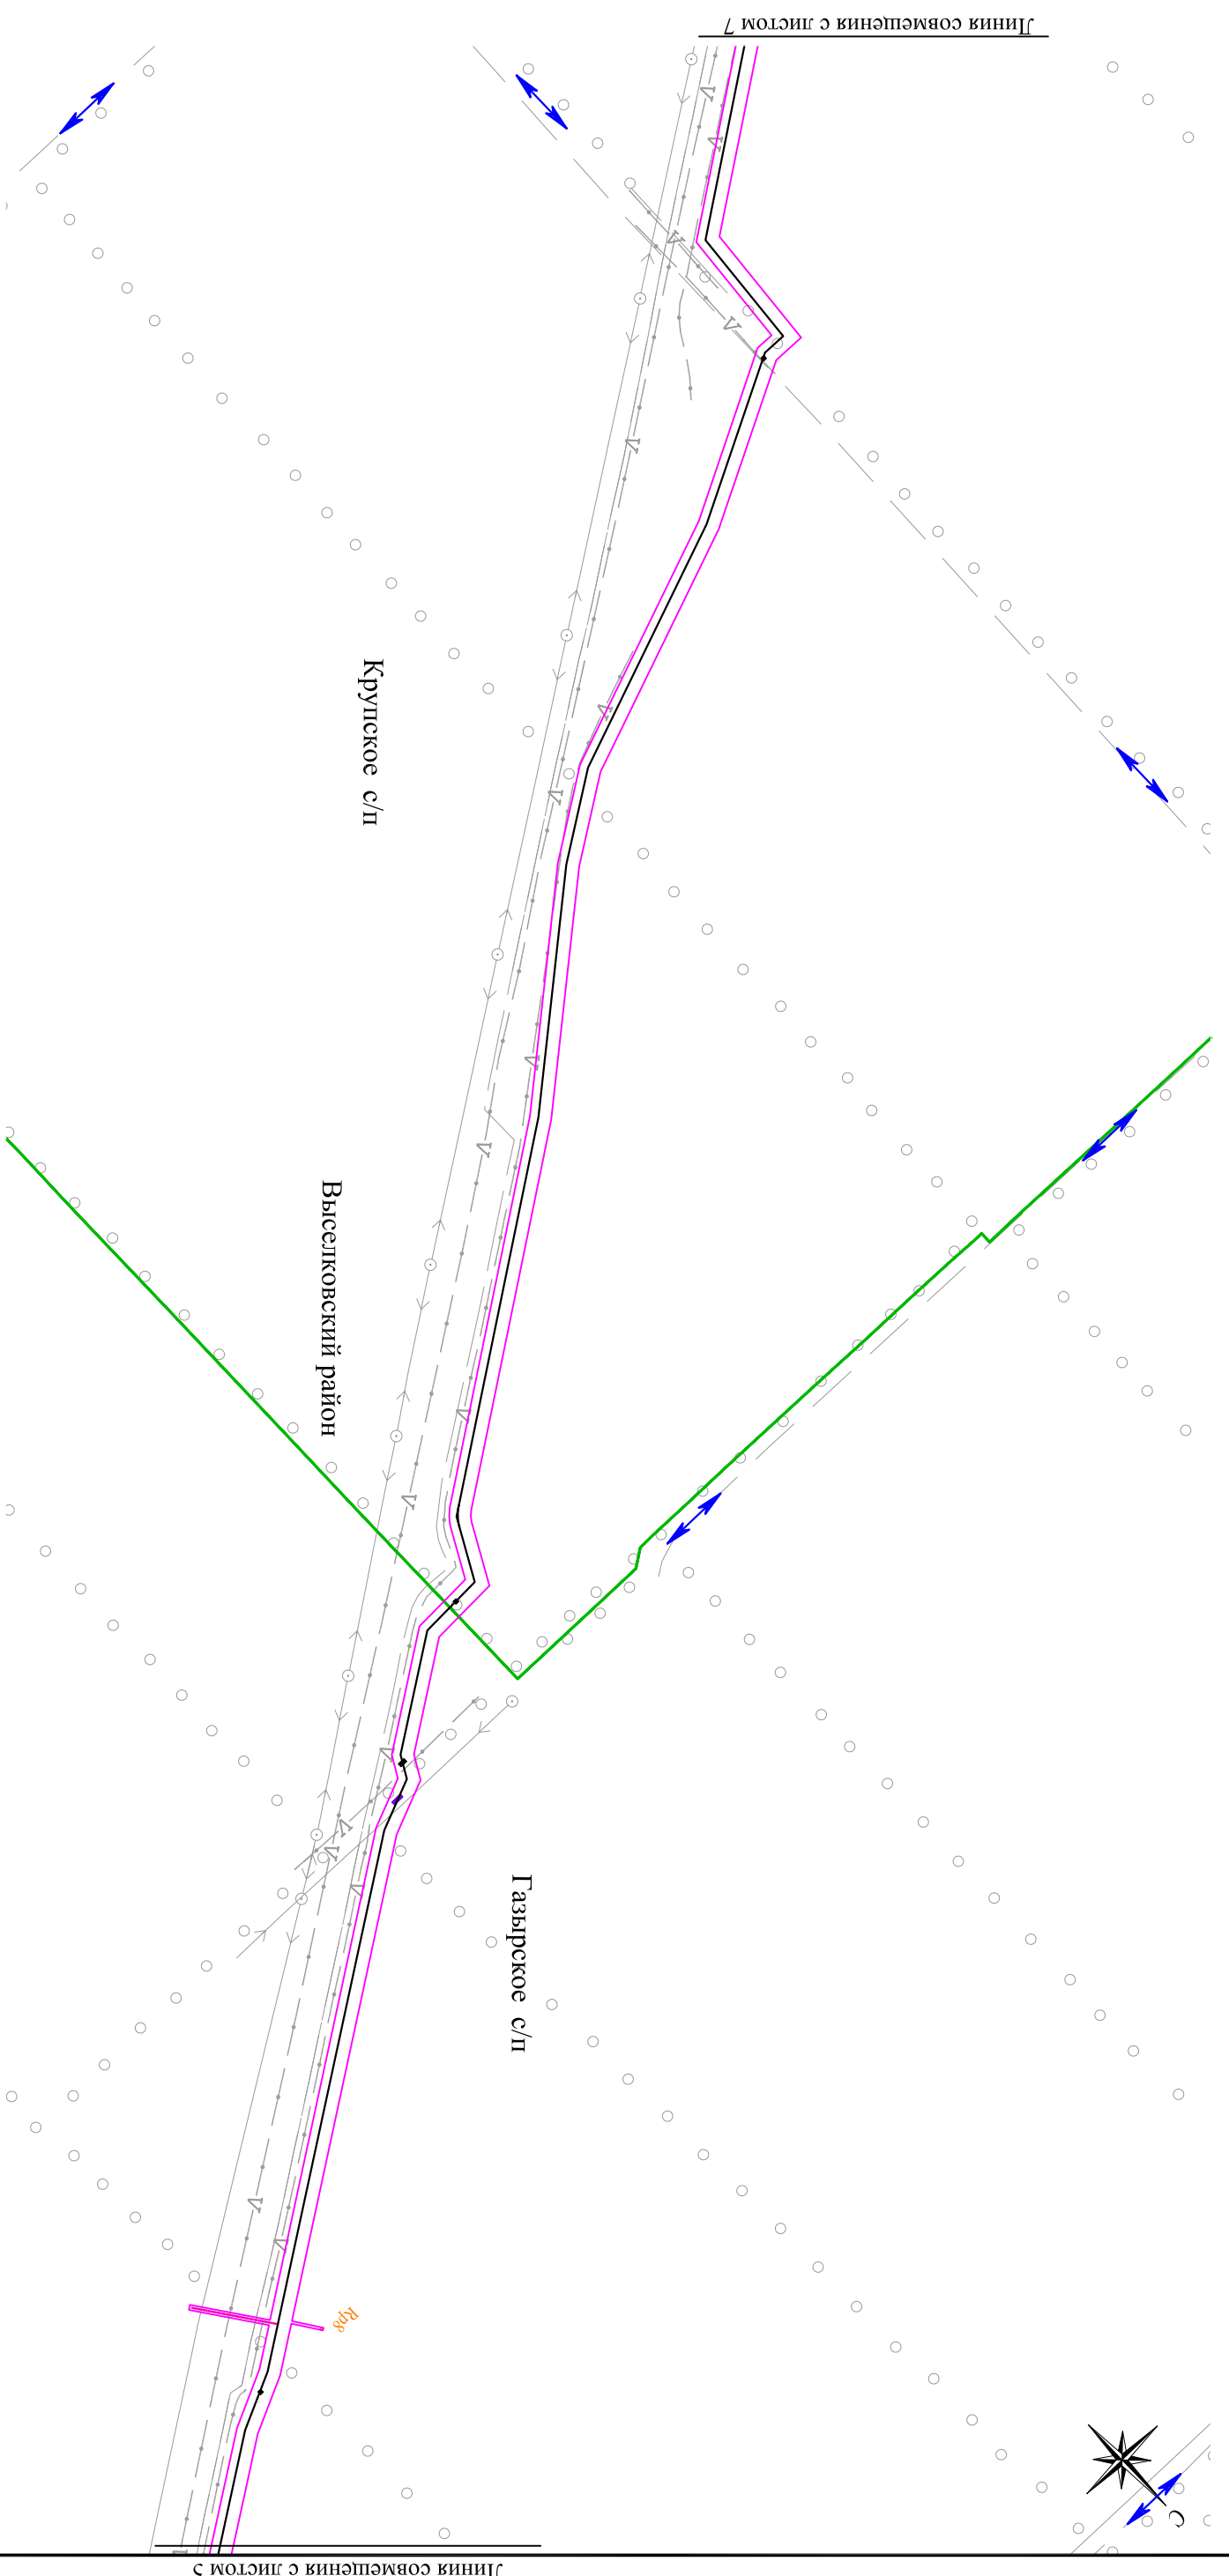 Линия совмещения с листом 7
Крупское с/п
Выселковский район
Газырское с/п
Rp8
С
Линия совмещения с листом 5